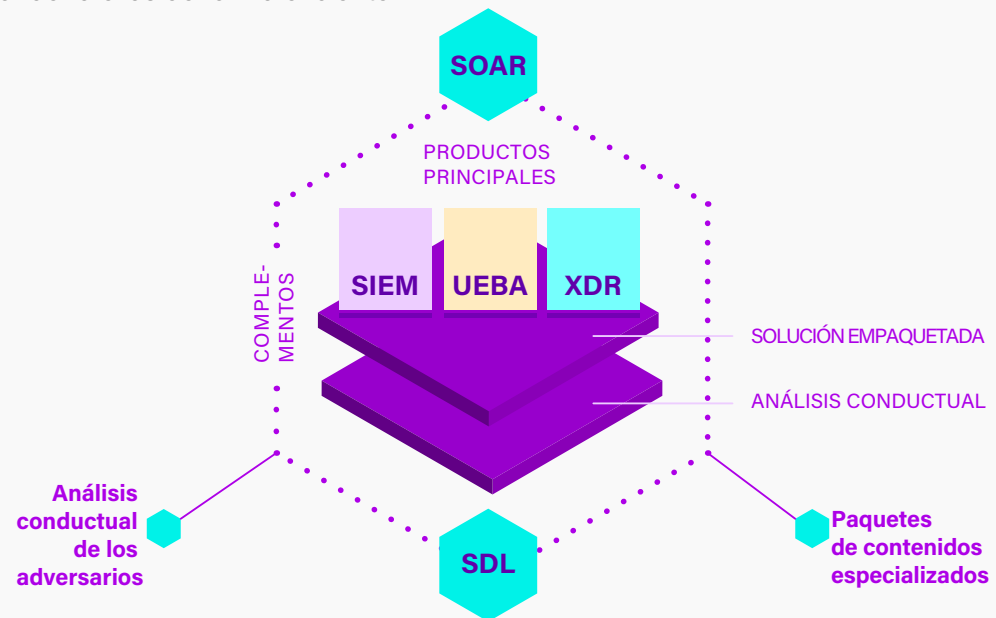 SOAR
PRODUCTOS
PRINCIPALES
COMPLE-
MENTOS
SIEM
UEBA
XDR
SOLUCIÓN EMPAQUETADA
ANÁLISIS CONDUCTUAL
Análisis
conductual
de los
adversarios
SDL
Paquetes
de contenidos
especializados